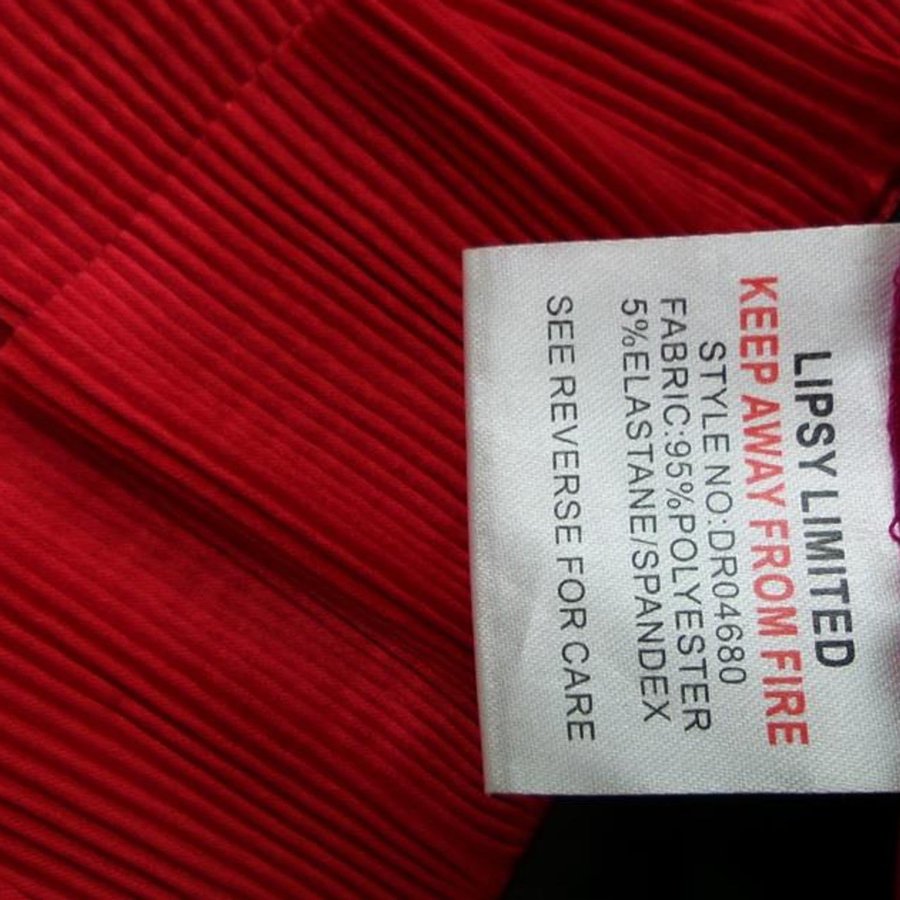 LIPSY LIMITED
KEEP AWAY FROM FIRE
STYLE NO:DR04680
FABRIC:95%POLYESTER
5%ELASTANE/SPANDEX
SEE REVERSE FOR CARE